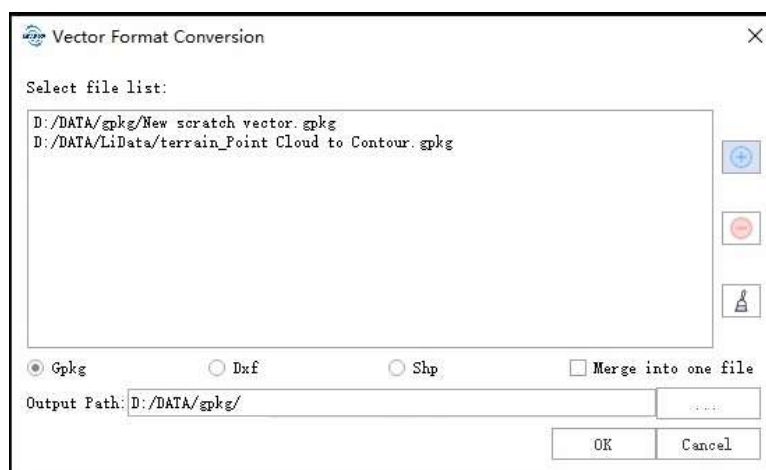 Vector Format Conversion
Select file list:
D:/DATA/gpkg/New scratch vector.gpkg
D:/DATA/LiData/terrain_Point Cloud to Contour.gpkg
Gpkg Dxf Shp Merge into one file
Output Path: D:/DATA/gpkg/ ...
OK Cancel